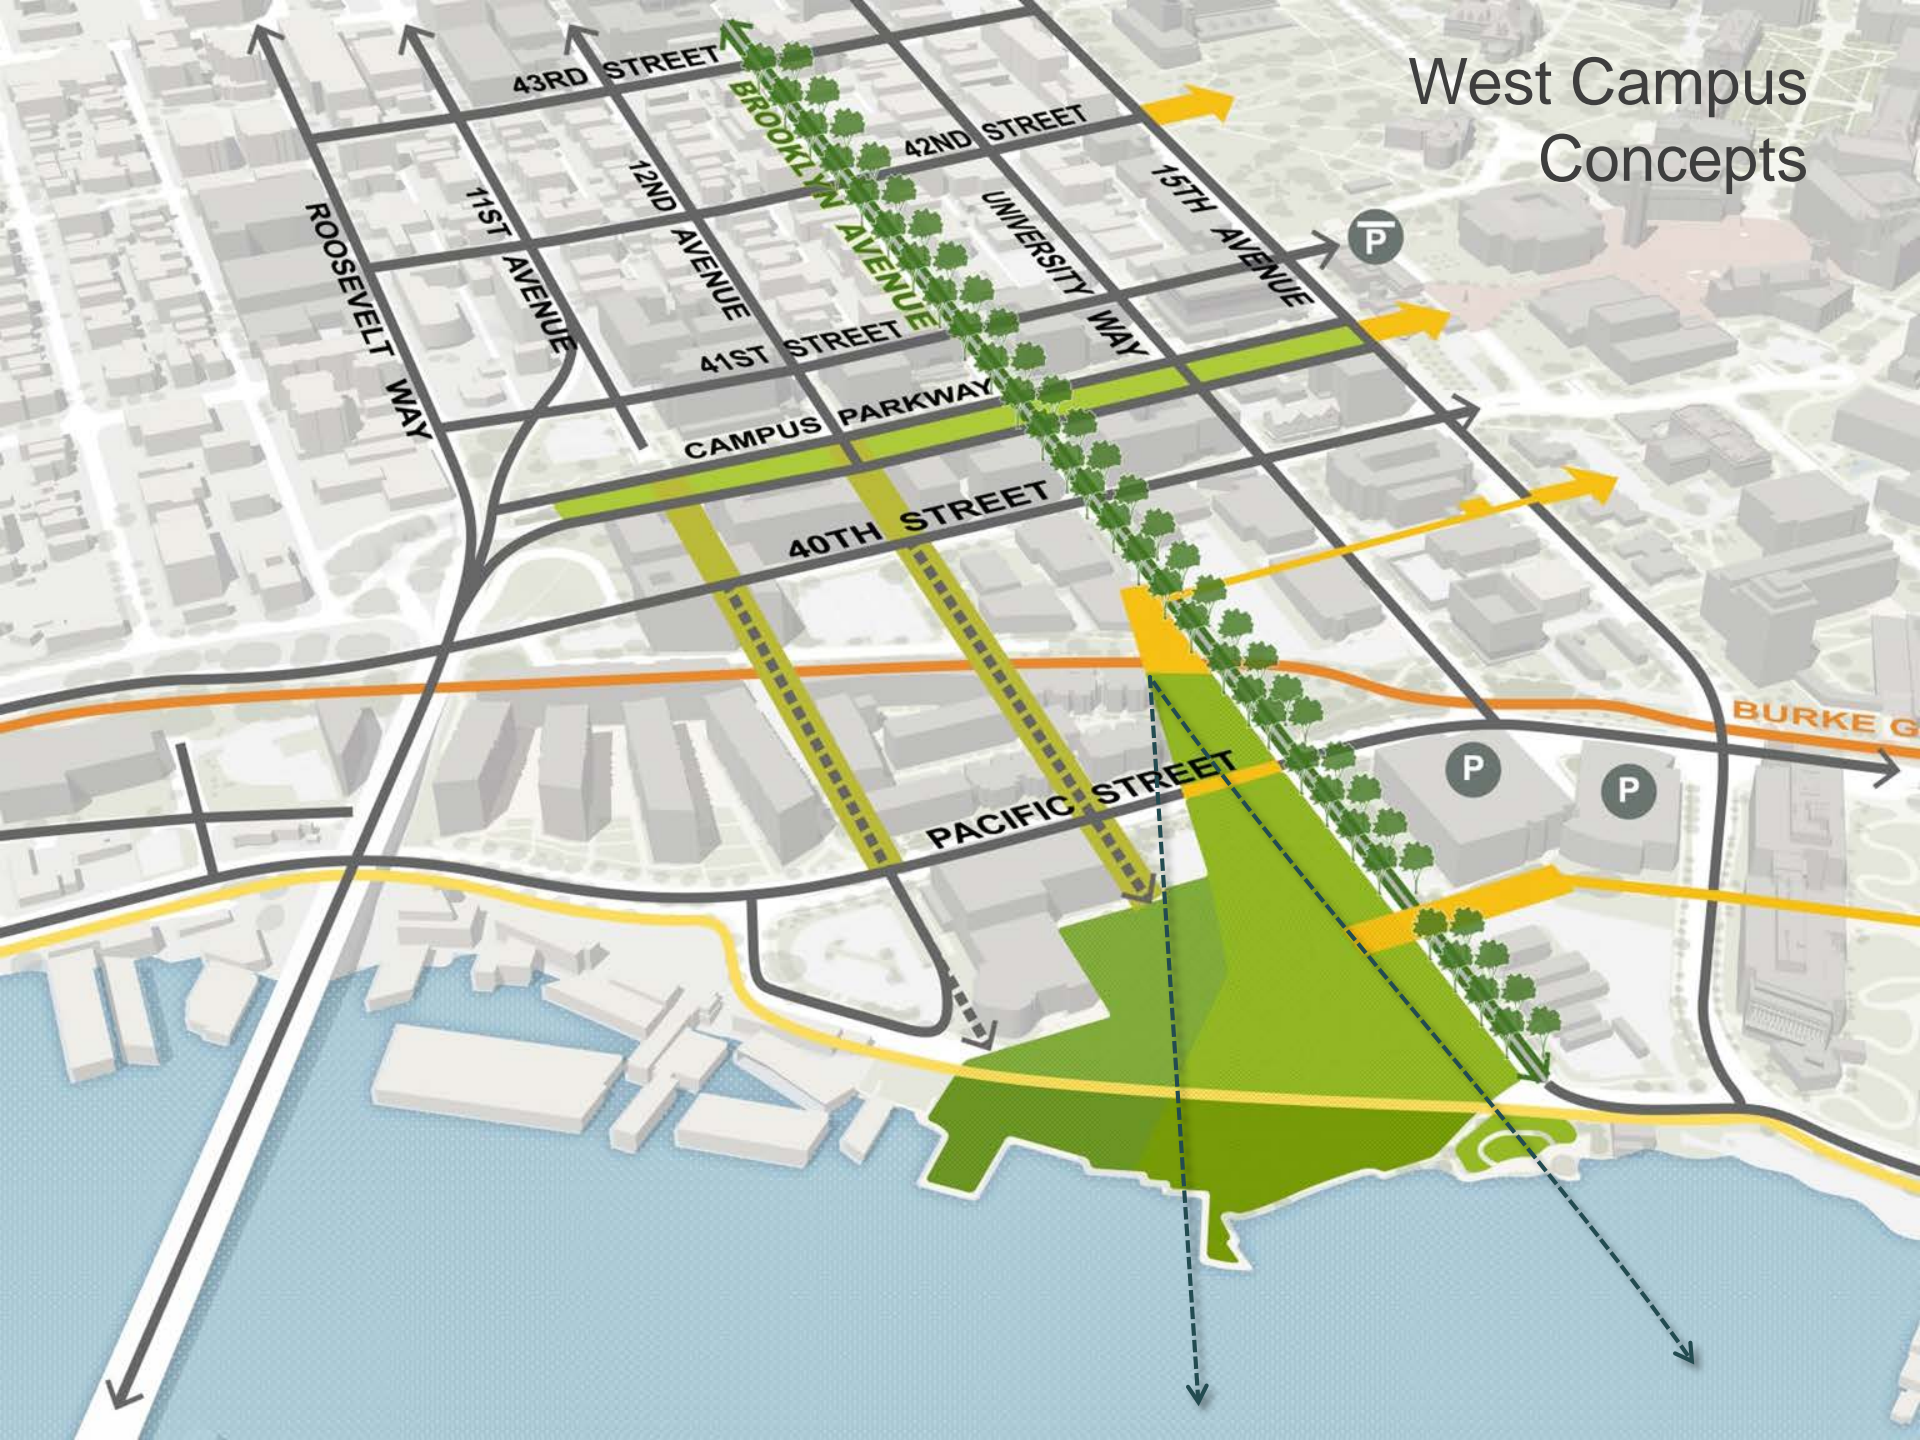 West Campus
Concepts
43RD STREET
BROOKLYN AVENUE
42ND STREET
15TH AVENUE
12ND AVENUE
11ST AVENUE
UNIVERSITY WAY
ROOSEVELT WAY
P
41ST STREET
CAMPUS PARKWAY
40TH STREET
BURKE G
PACIFIC STREET
P
P